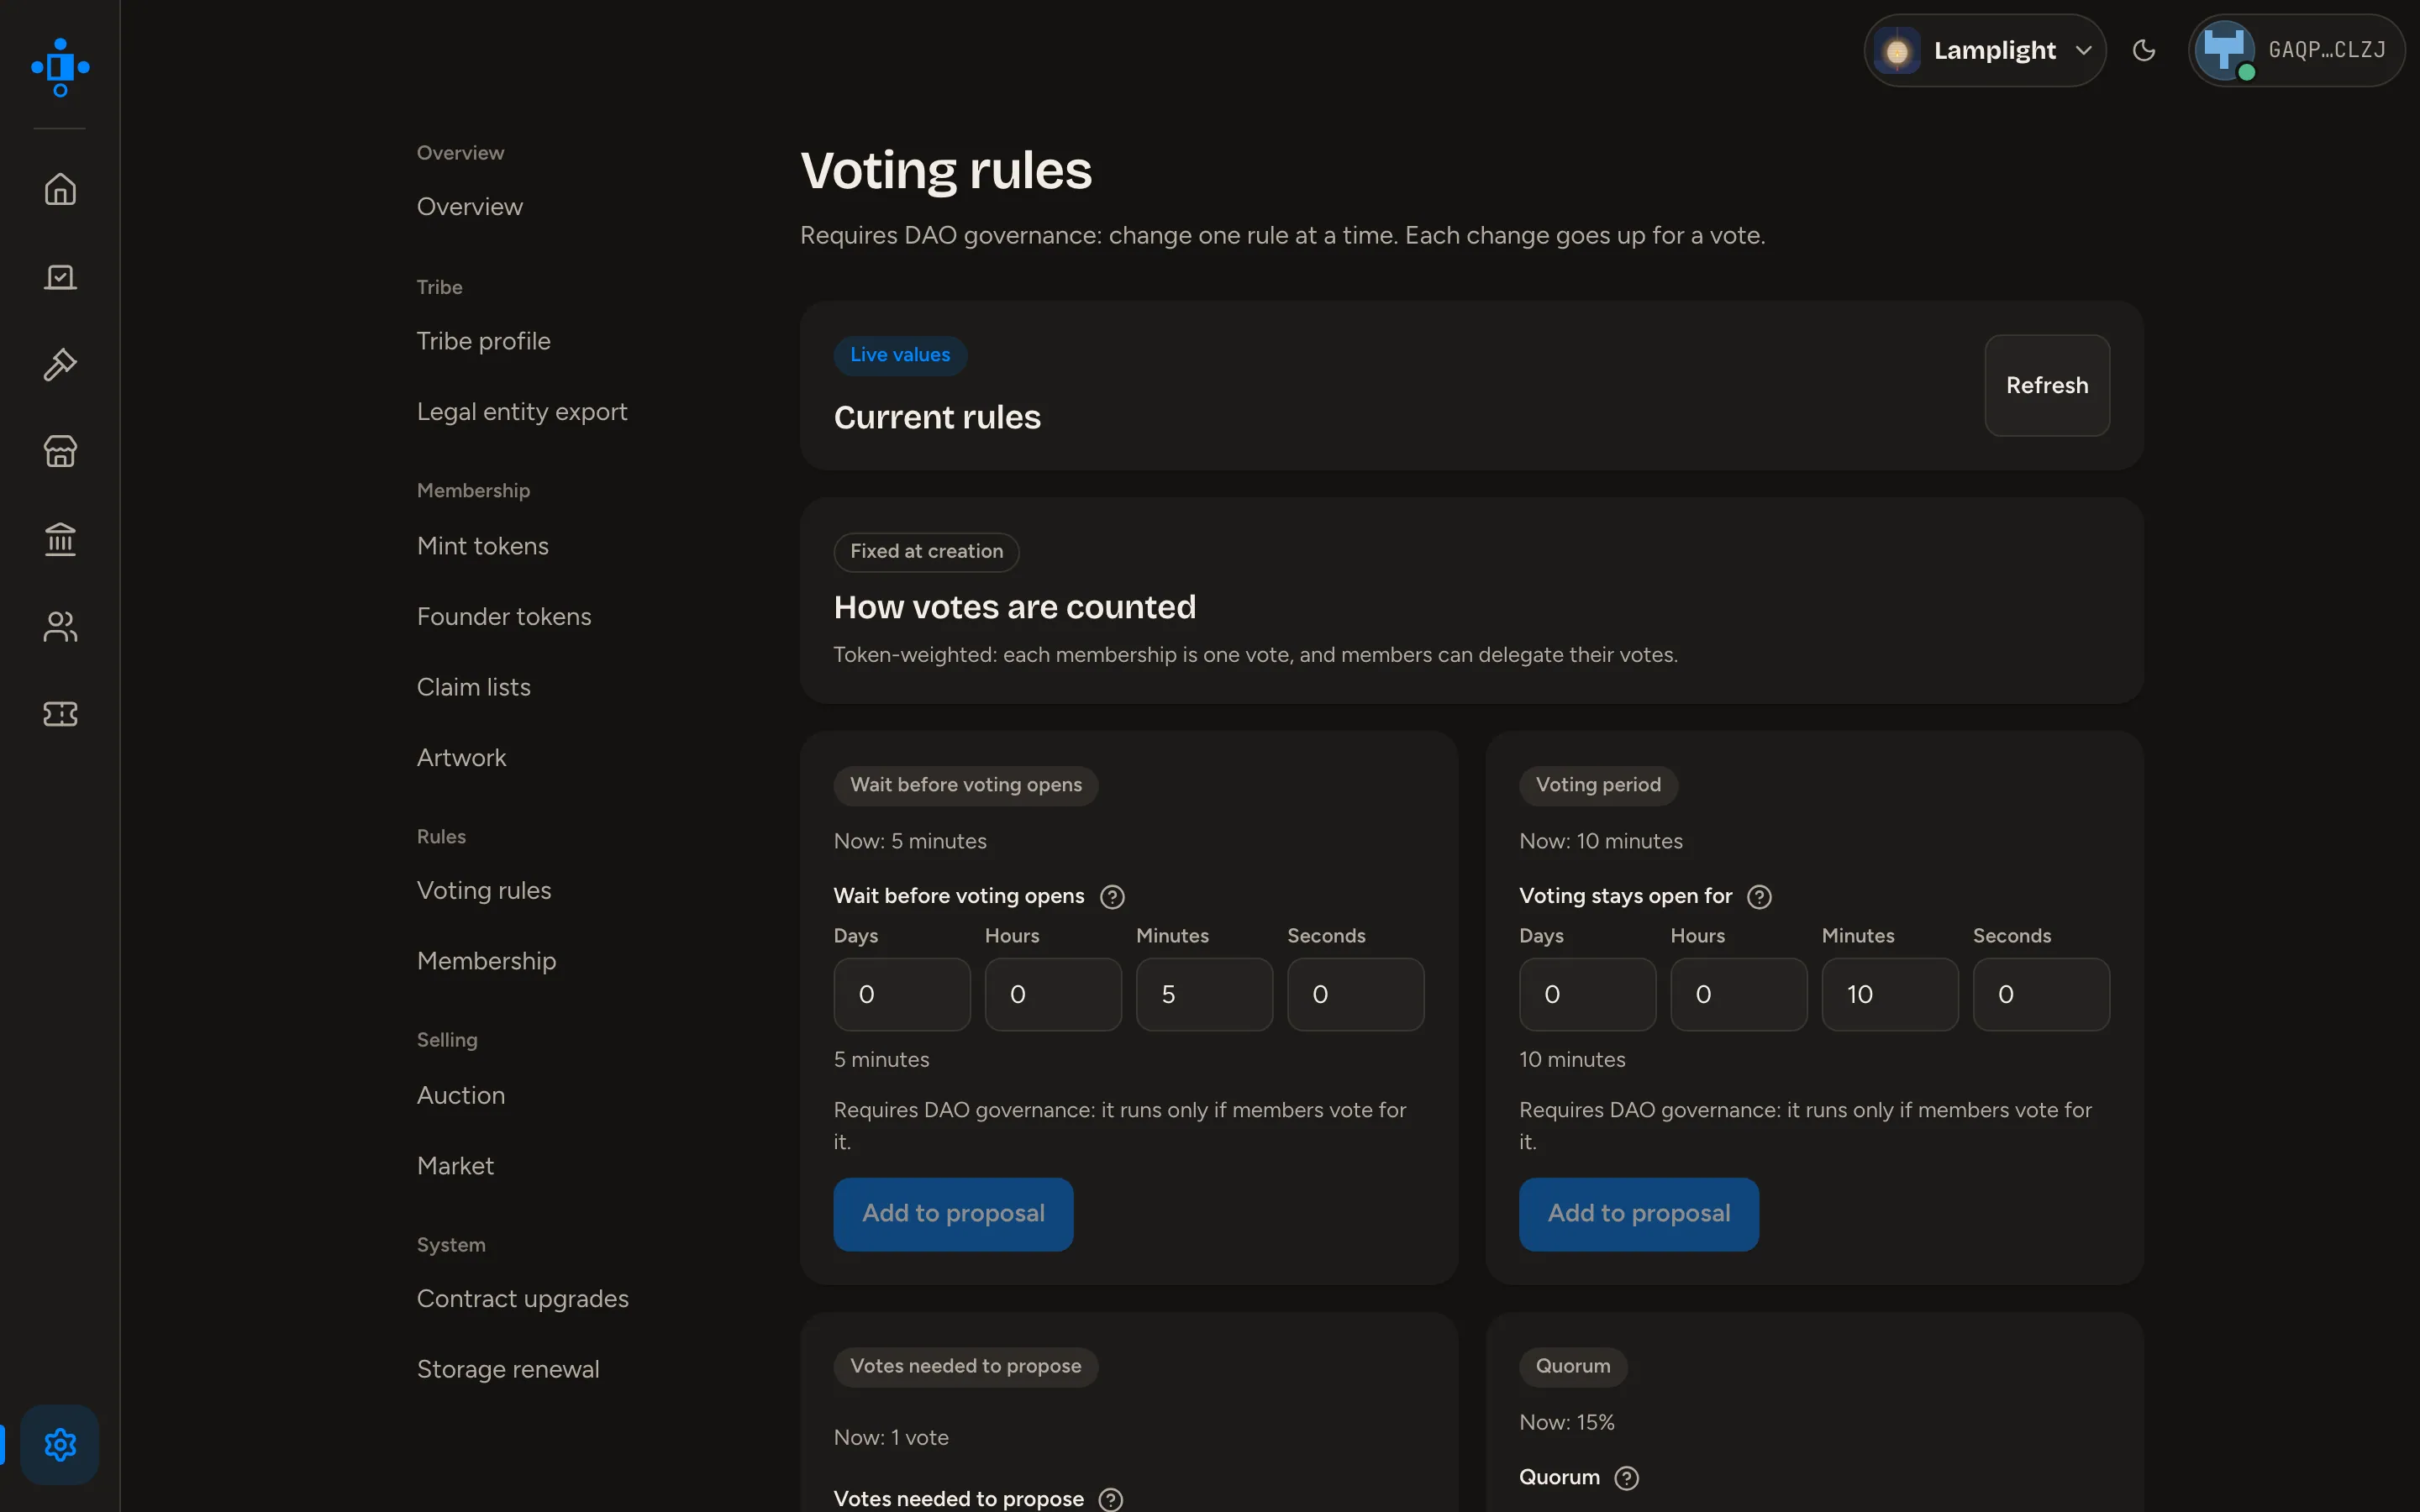 Lamplight
GAQP...CLZJ
Overview
Overview
Tribe
Tribe profile
Legal entity export
Membership
Mint tokens
Founder tokens
Claim lists
Artwork
Rules
Voting rules
Membership
Selling
Auction
Market
System
Contract upgrades
Storage renewal
Voting rules
Requires DAO governance: change one rule at a time. Each change goes up for a vote.
Live values
Current rules
Refresh
Fixed at creation
How votes are counted
Token-weighted: each membership is one vote, and members can delegate their votes.
Wait before voting opens
Now: 5 minutes
Wait before voting opens
Days Hours Minutes Seconds
0 0 5 0
5 minutes
Requires DAO governance: it runs only if members vote for
it.
Add to proposal
Voting period
Now: 10 minutes
Voting stays open for
Days Hours Minutes Seconds
0 0 10 0
10 minutes
Requires DAO governance: it runs only if members vote for
it.
Add to proposal
Votes needed to propose
Now: 1 vote
Votes needed to propose
Quorum
Now: 15%
Quorum